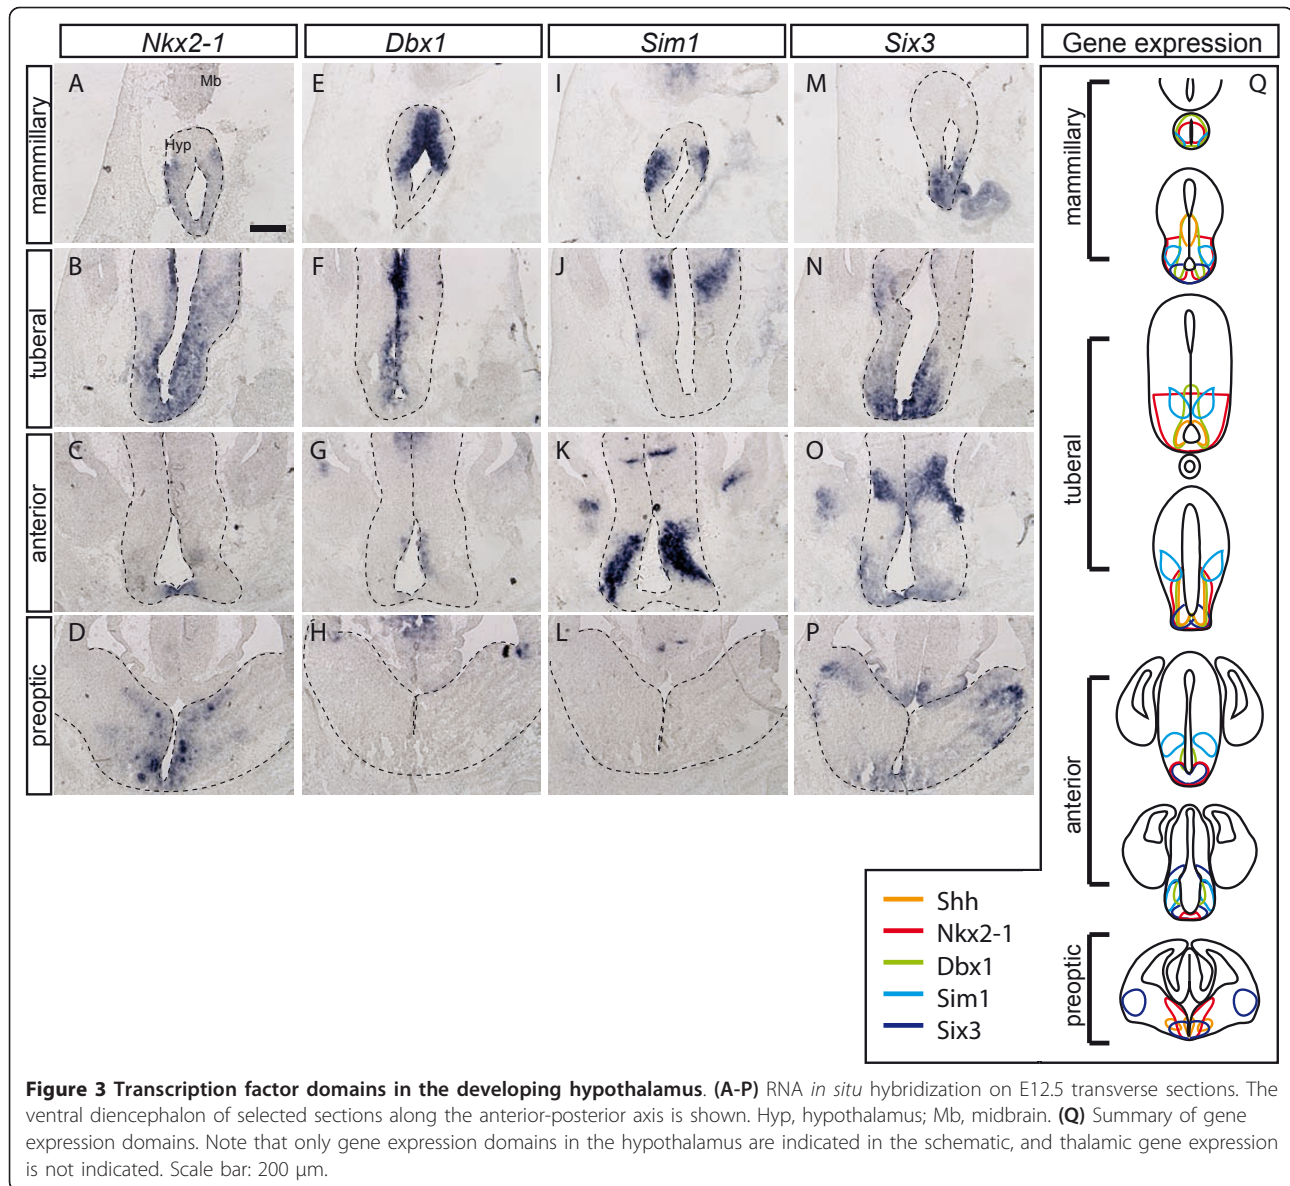 Nkx2-1 Dbx1 Sim1 Six3 Gene expression
mammillary
A Mb Hyp E I M Q
tuberal
B F J N
anterior
C G K O
preoptic
D H L P
mammillary
tuberal
anterior
preoptic
Shh
Nkx2-1
Dbx1
Sim1
Six3
Figure 3 Transcription factor domains in the developing hypothalamus. (A-P) RNA in situ hybridization on E12.5 transverse sections. The
ventral diencephalon of selected sections along the anterior-posterior axis is shown. Hyp, hypothalamus; Mb, midbrain. (Q) Summary of gene
expression domains. Note that only gene expression domains in the hypothalamus are indicated in the schematic, and thalamic gene expression
is not indicated. Scale bar: 200 μm.